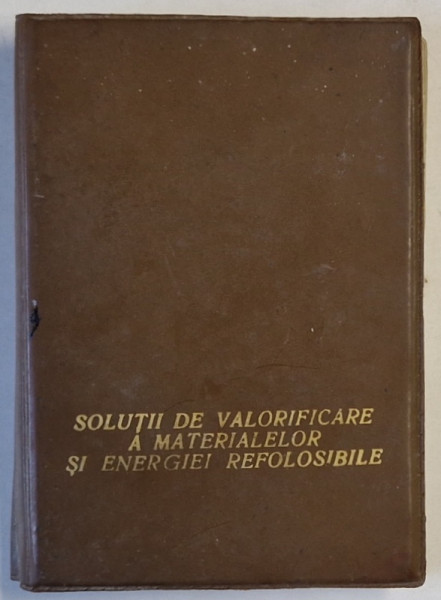 SOLUȚII DE VALORIFICARE
A MATERIALELOR
ȘI ENERGIEI REFOLOSIBILE